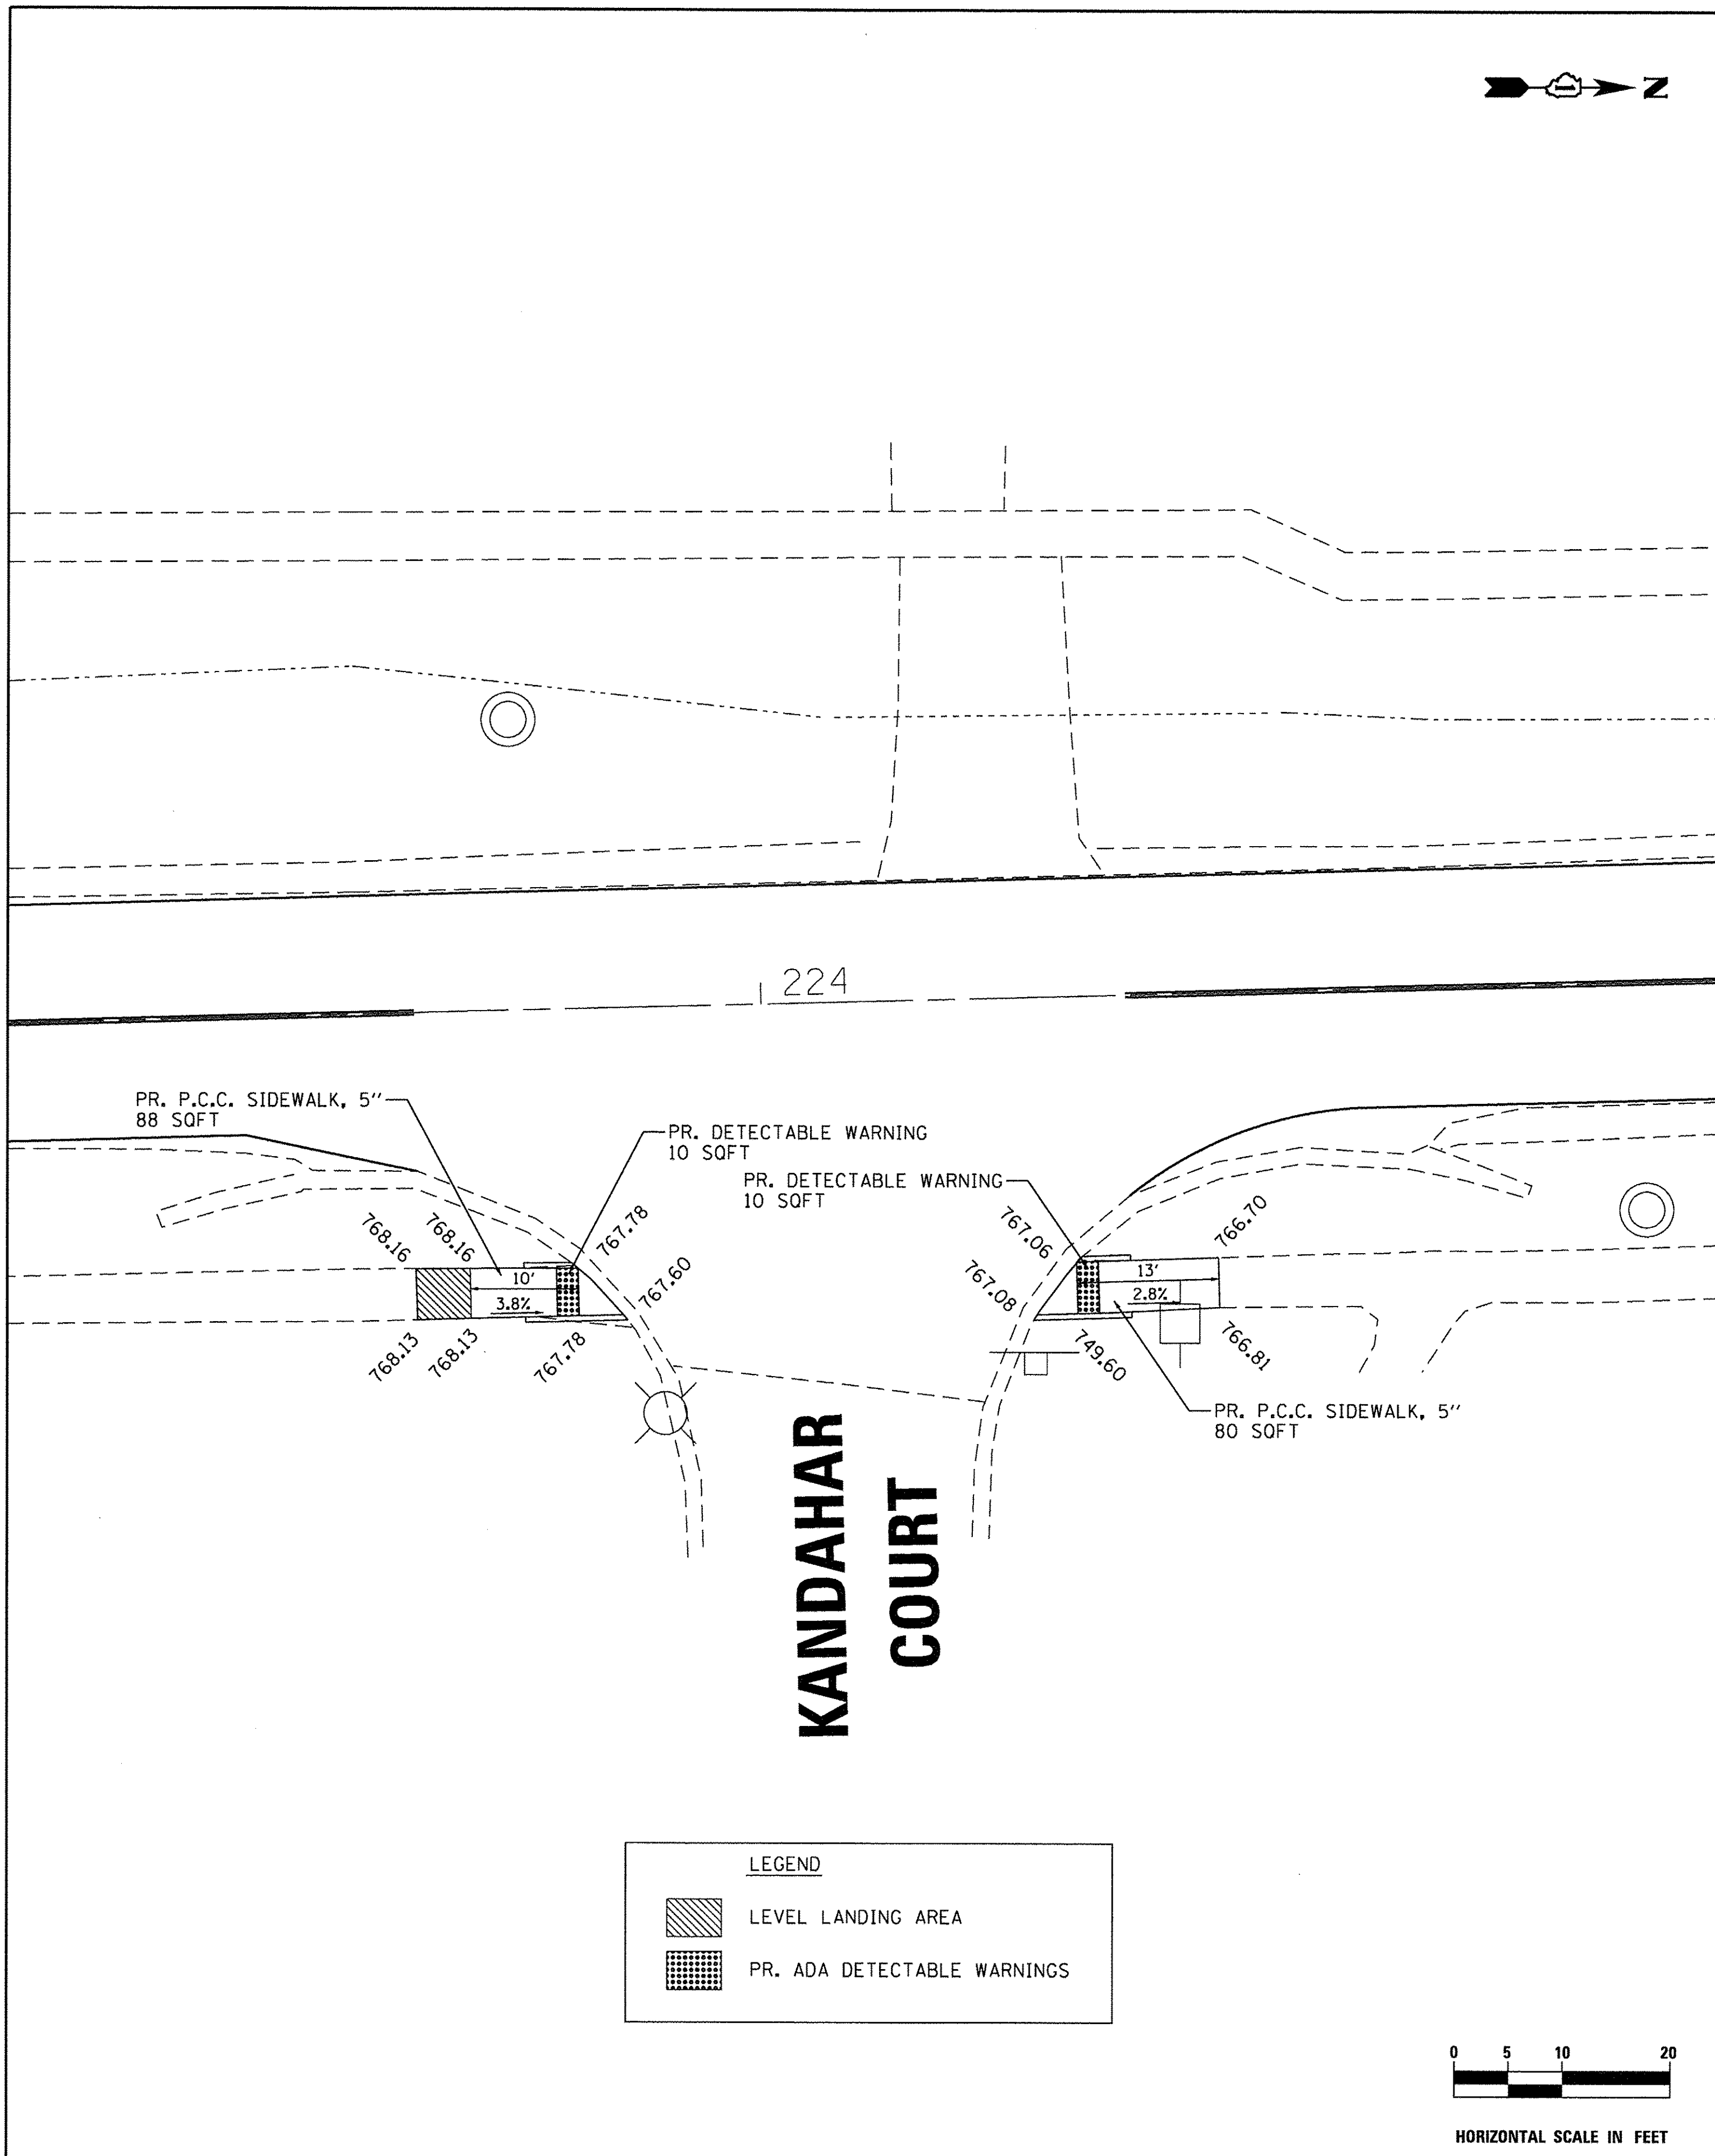 N
224
PR. P.C.C. SIDEWALK, 5"
88 SQFT
PR. DETECTABLE WARNING
10 SQFT
PR. DETECTABLE WARNING
10 SQFT
768.16
768.16
767.78
767.60
10'
3.8%
768.13
768.13
767.78
767.06
767.08
766.70
13'
2.8%
749.60
766.81
PR. P.C.C. SIDEWALK, 5"
80 SQFT
KANDAHAR
COURT
LEGEND
LEVEL LANDING AREA
PR. ADA DETECTABLE WARNINGS
0 5 10 20
HORIZONTAL SCALE IN FEET